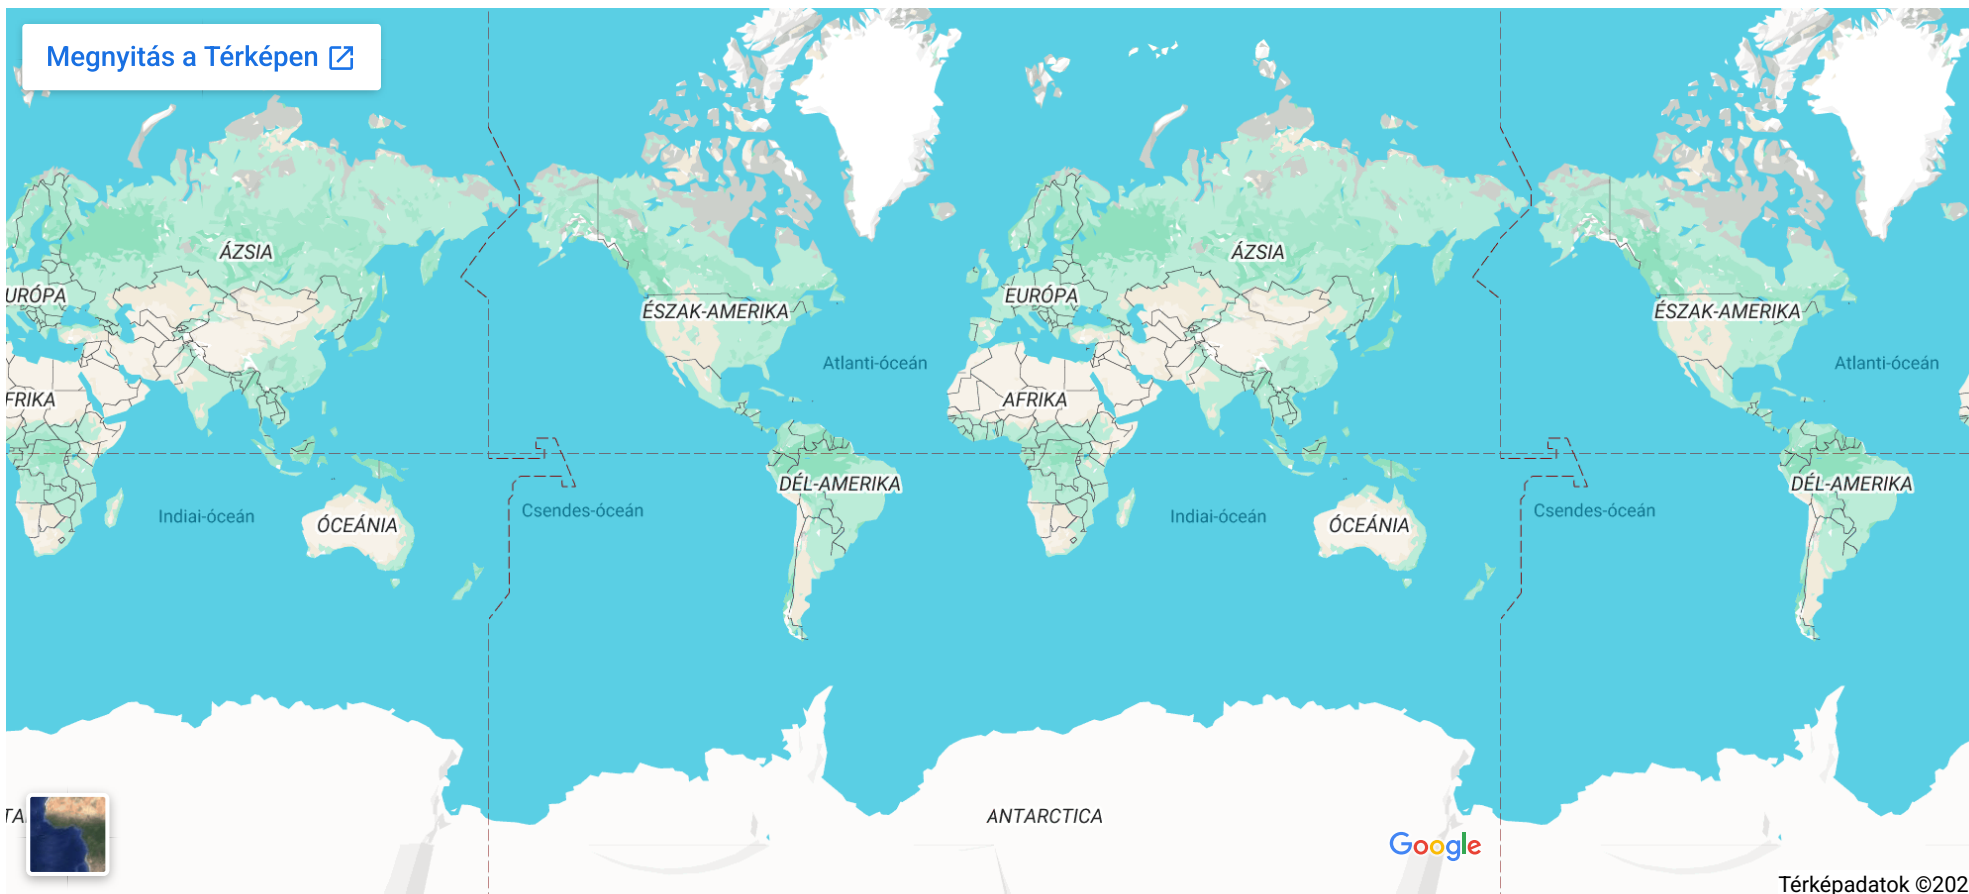 Megnyitás a Térképen
ÁZSIA
ÁZSIA
URÓPA
EURÓPA
ÉSZAK-AMERIKA
ÉSZAK-AMERIKA
Atlanti-óceán
Atlanti-óceán
FRIKA
AFRIKA
DÉL-AMERIKA
DÉL-AMERIKA
Indiai-óceán
Csendes-óceán
Indiai-óceán
Csendes-óceán
ÓCEÁNIA
ÓCEÁNIA
TA
ANTARCTICA
Google
Térképadatok ©202